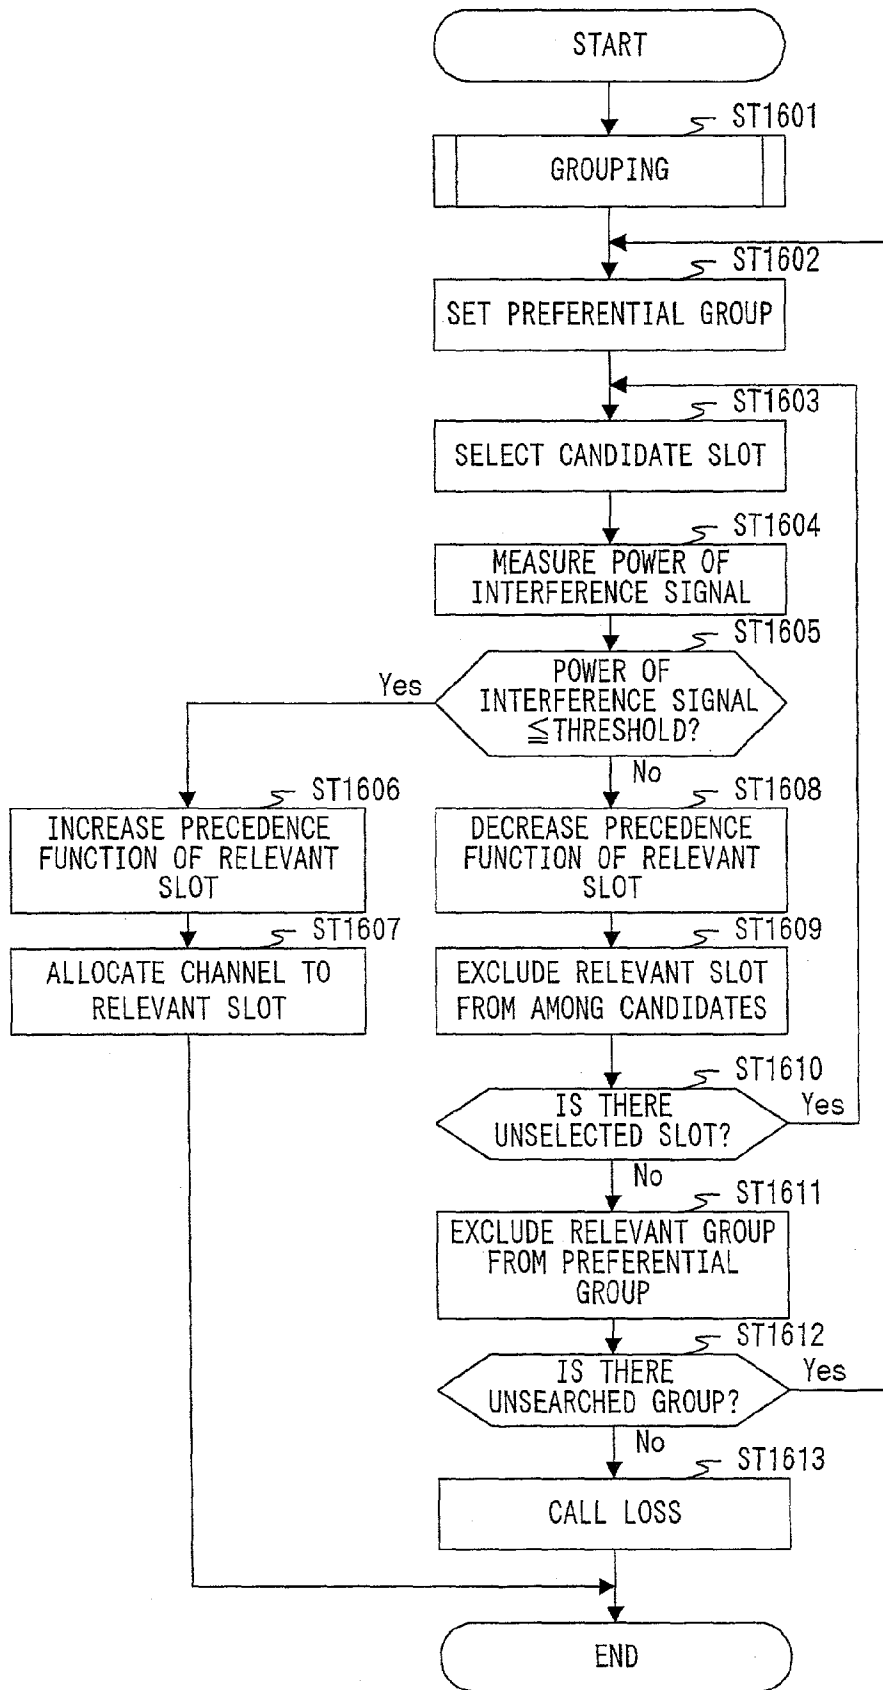 START
ST1601
GROUPING
ST1602
SET PREFERENTIAL GROUP
ST1603
SELECT CANDIDATE SLOT
ST1604
MEASURE POWER OF
INTERFERENCE SIGNAL
ST1605
POWER OF
INTERFERENCE SIGNAL
≦THRESHOLD?
Yes
No
ST1606
INCREASE PRECEDENCE
FUNCTION OF RELEVANT
SLOT
ST1607
ALLOCATE CHANNEL TO
RELEVANT SLOT
ST1608
DECREASE PRECEDENCE
FUNCTION OF RELEVANT
SLOT
ST1609
EXCLUDE RELEVANT SLOT
FROM AMONG CANDIDATES
ST1610
IS THERE
UNSELECTED SLOT?
Yes
No
ST1611
EXCLUDE RELEVANT GROUP
FROM PREFERENTIAL
GROUP
ST1612
IS THERE
UNSEARCHED GROUP?
Yes
No
ST1613
CALL LOSS
END